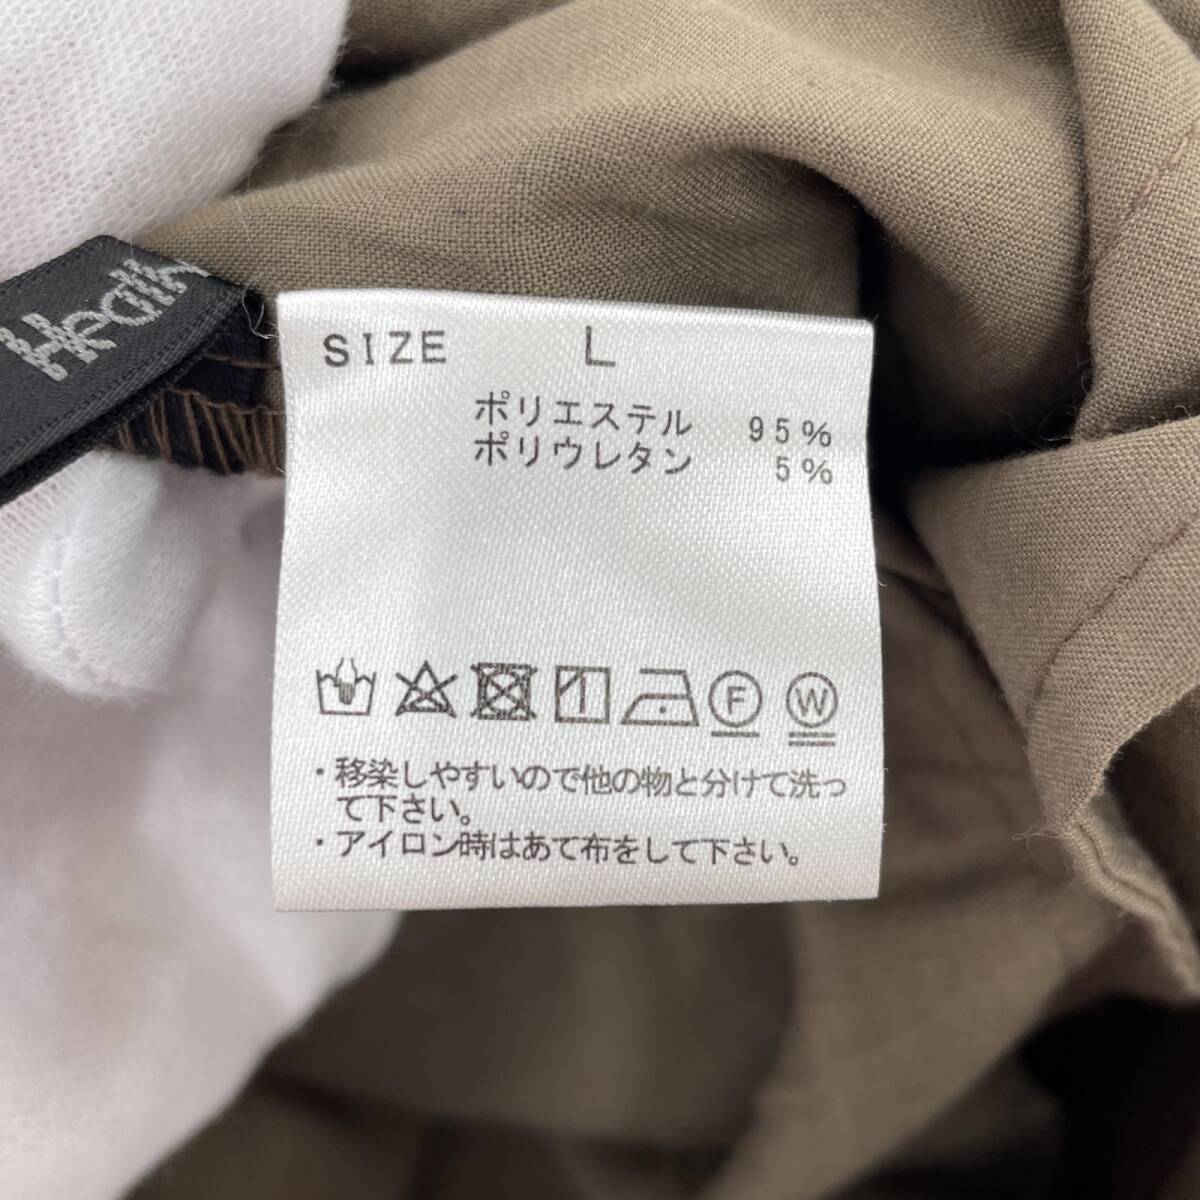 SIZE L
ポリエステル 95%
ポリウレタン 5%
F W
・移染しやすいので他の物と分けて洗っ
て下さい。
・アイロン時はあて布をして下さい。